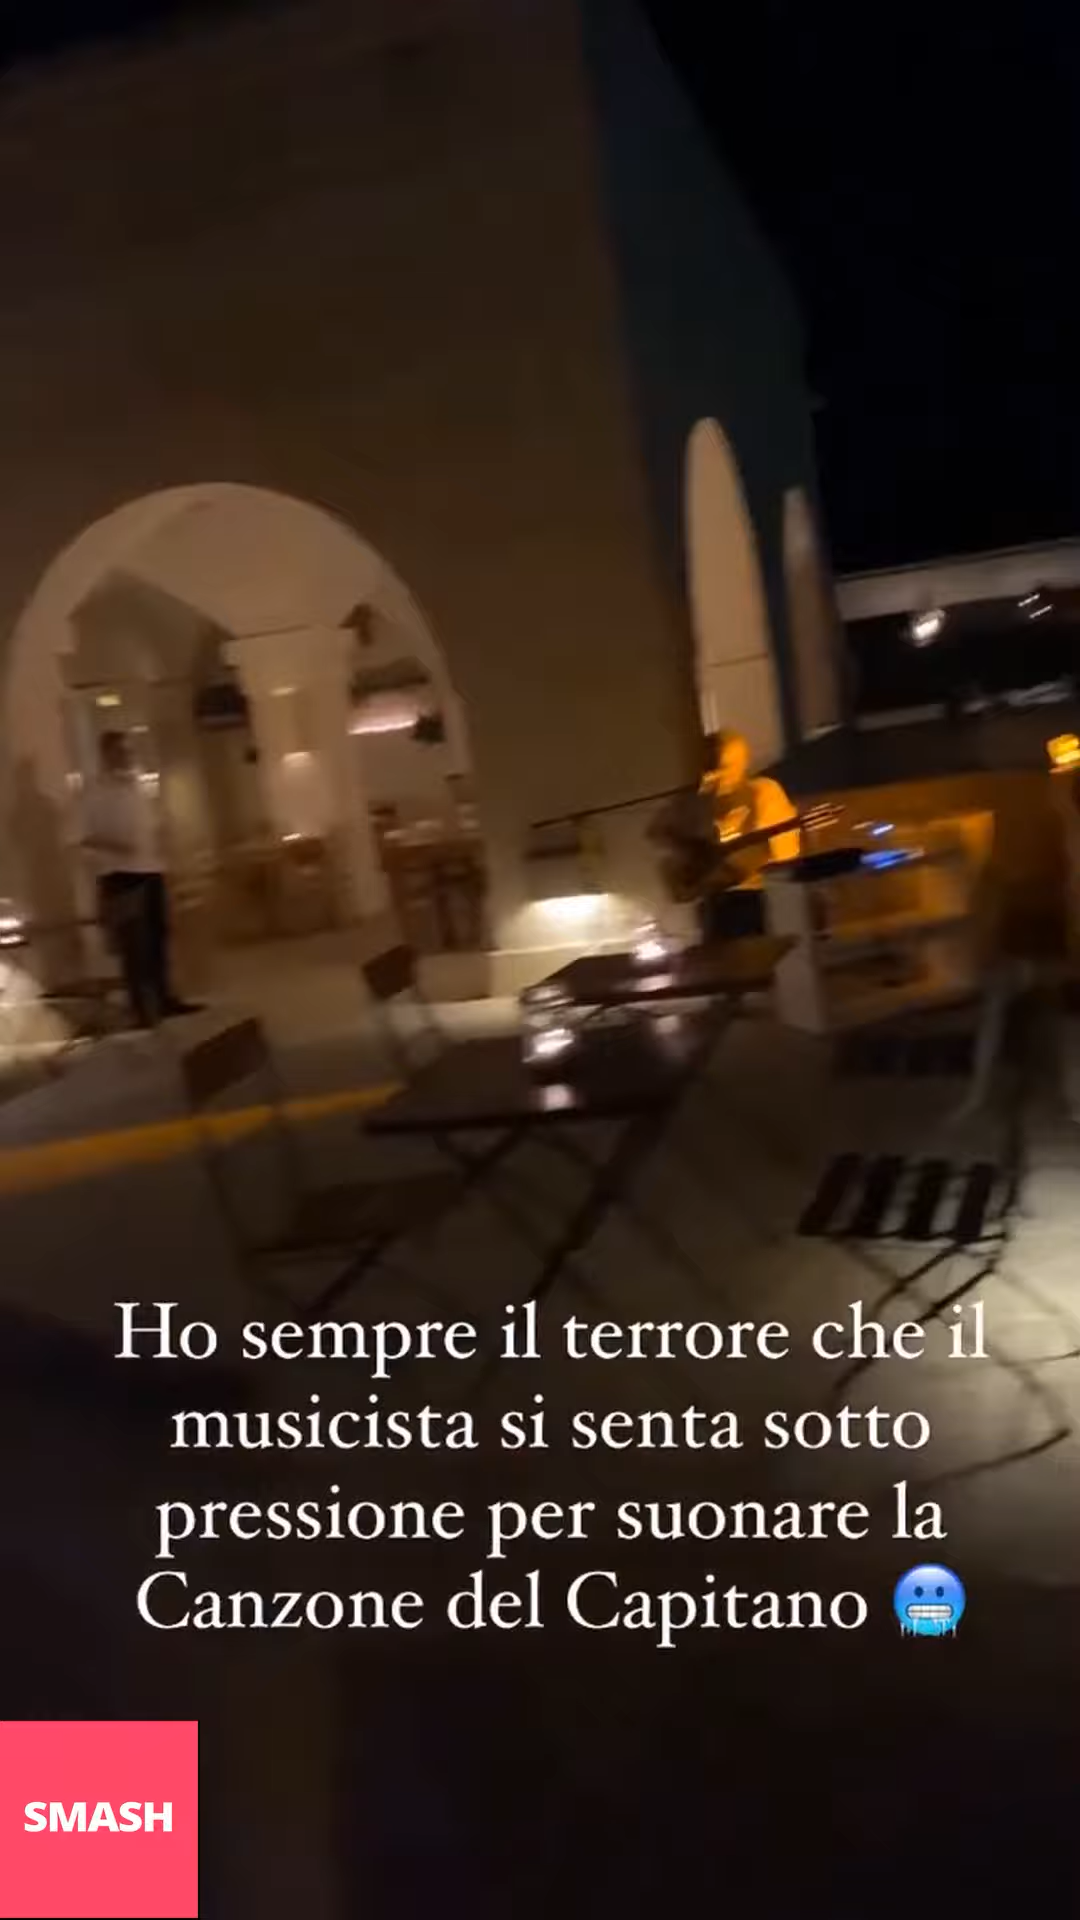 Ho sempre il terrore che il
musicista si senta sotto
pressione per suonare la
Canzone del Capitano 🥶
SMASH